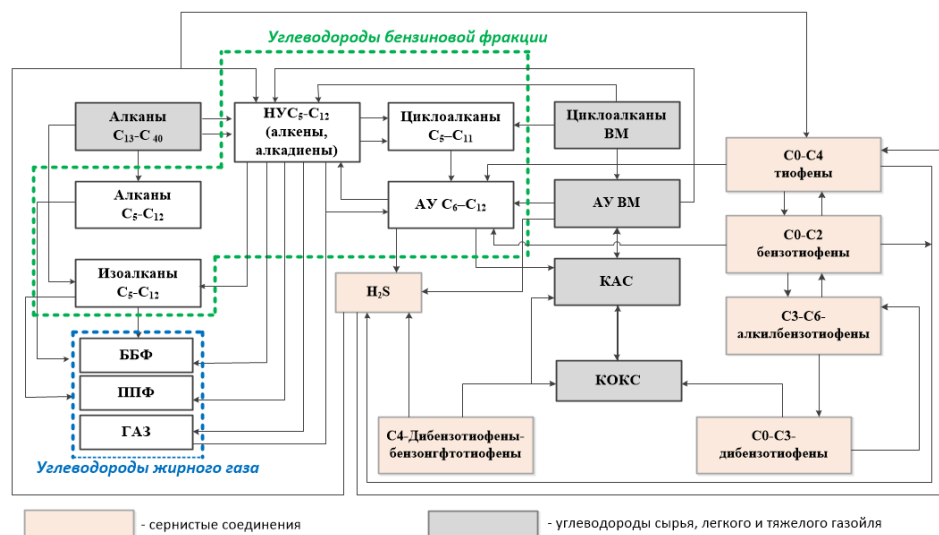 Углеводороды бензиновой фракции
Алканы
C13-C40
НУC5-C12
(алкены,
алкадиены)
Циклоалканы
C5–C11
Циклоалканы
ВМ
C0-C4
тиофены
Алканы
C5-C12
АУ C6–C12
АУ ВМ
C0-C2
бензотиофены
Изоалканы
C5-C12
H2S
КАС
C3-C6-
алкилбензотиофены
ББФ
ППФ
ГАЗ
КОКС
C4-Дибензотиофены-
бензонгфтотиофены
C0-C3-
дибензотиофены
Углеводороды жирного газа
- сернистые соединения
- углеводороды сырья, легкого и тяжелого газойля